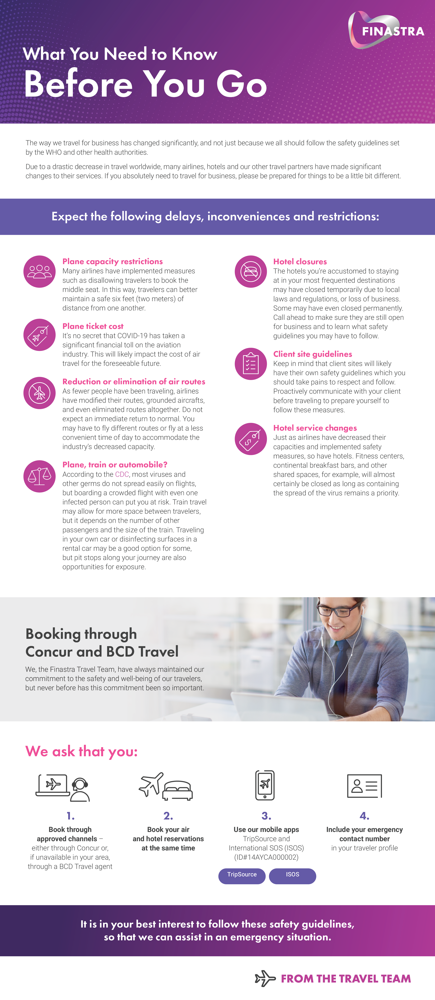 FINASTRA
What You Need to Know
Before You Go
The way we travel for business has changed significantly, and not just because we all should follow the safety guidelines set
by the WHO and other health authorities.
Due to a drastic decrease in travel worldwide, many airlines, hotels and our other travel partners have made significant
changes to their services. If you absolutely need to travel for business, please be prepared for things to be a little bit different.
Expect the following delays, inconveniences and restrictions:
Plane capacity restrictions
Many airlines have implemented measures
such as disallowing travelers to book the
middle seat. In this way, travelers can better
maintain a safe six feet (two meters) of
distance from one another.
Plane ticket cost
It's no secret that COVID-19 has taken a
significant financial toll on the aviation
industry. This will likely impact the cost of air
travel for the foreseeable future.
Reduction or elimination of air routes
As fewer people have been traveling, airlines
have modified their routes, grounded aircrafts,
and even eliminated routes altogether. Do not
expect an immediate return to normal. You
may have to fly different routes or fly at a less
convenient time of day to accommodate the
industry's decreased capacity.
Plane, train or automobile?
According to the CDC, most viruses and
other germs do not spread easily on flights,
but boarding a crowded flight with even one
infected person can put you at risk. Train travel
may allow for more space between travelers,
but it depends on the number of other
passengers and the size of the train. Traveling
in your own car or disinfecting surfaces in a
rental car may be a good option for some,
but pit stops along your journey are also
opportunities for exposure.
Hotel closures
The hotels you're accustomed to staying
at in your most frequented destinations
may have closed temporarily due to local
laws and regulations, or loss of business.
Some may have even closed permanently.
Call ahead to make sure they are still open
for business and to learn what safety
guidelines you may have to follow.
Client site guidelines
Keep in mind that client sites will likely
have their own safety guidelines which you
should take pains to respect and follow.
Proactively communicate with your client
before traveling to prepare yourself to
follow these measures.
Hotel service changes
Just as airlines have decreased their
capacities and implemented safety
measures, so have hotels. Fitness centers,
continental breakfast bars, and other
shared spaces, for example, will almost
certainly be closed as long as containing
the spread of the virus remains a priority.
Booking through
Concur and BCD Travel
We, the Finastra Travel Team, have always maintained our
commitment to the safety and well-being of our travelers,
but never before has this commitment been so important.
We ask that you:
1.
Book through
approved channels –
either through Concur or,
if unavailable in your area,
through a BCD Travel agent
2.
Book your air
and hotel reservations
at the same time
3.
Use our mobile apps
TripSource and
International SOS (ISOS)
(ID#14AYCA000002)
TripSource
ISOS
4.
Include your emergency
contact number
in your traveler profile
It is in your best interest to follow these safety guidelines,
so that we can assist in an emergency situation.
FROM THE TRAVEL TEAM